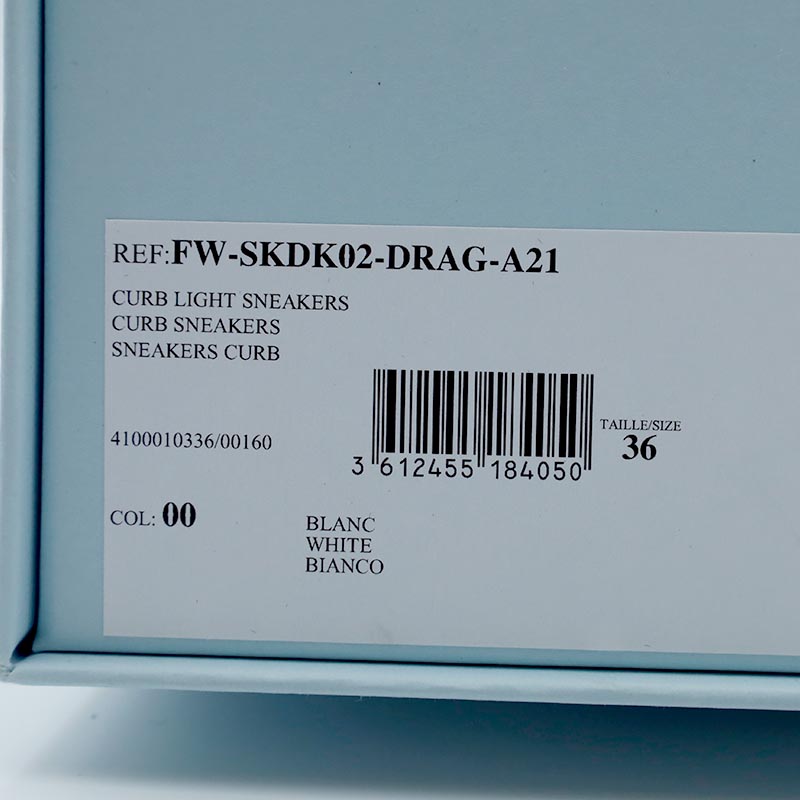 REF:FW-SKDK02-DRAG-A21
CURB LIGHT SNEAKERS
CURB SNEAKERS
SNEAKERS CURB
4100010336/00160
3 612455 184050
TAILLE/SIZE
36
COL: 00
BLANC
WHITE
BIANCO